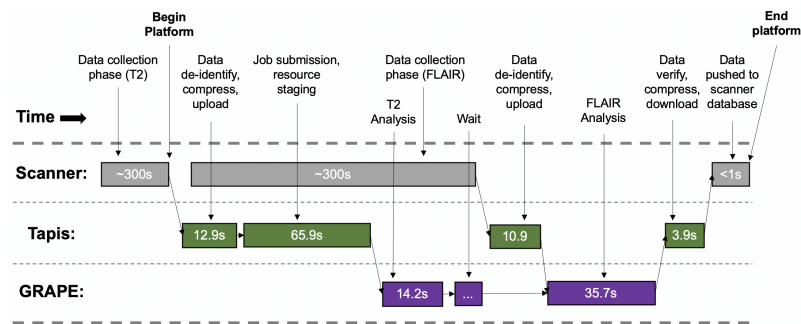 Begin
Platform
End
platform
Data collection
phase (T2)
Data
de-identify,
compress,
upload
Job submission,
resource
staging
Data collection
phase (FLAIR)
Data
de-identify,
compress,
upload
Data
verify,
compress,
download
Data
pushed to
scanner
database
T2
Analysis
Wait
FLAIR
Analysis
Time
Scanner:
~300s
~300s
<1s
Tapis:
12.9s
65.9s
10.9
3.9s
GRAPE:
14.2s
...
35.7s